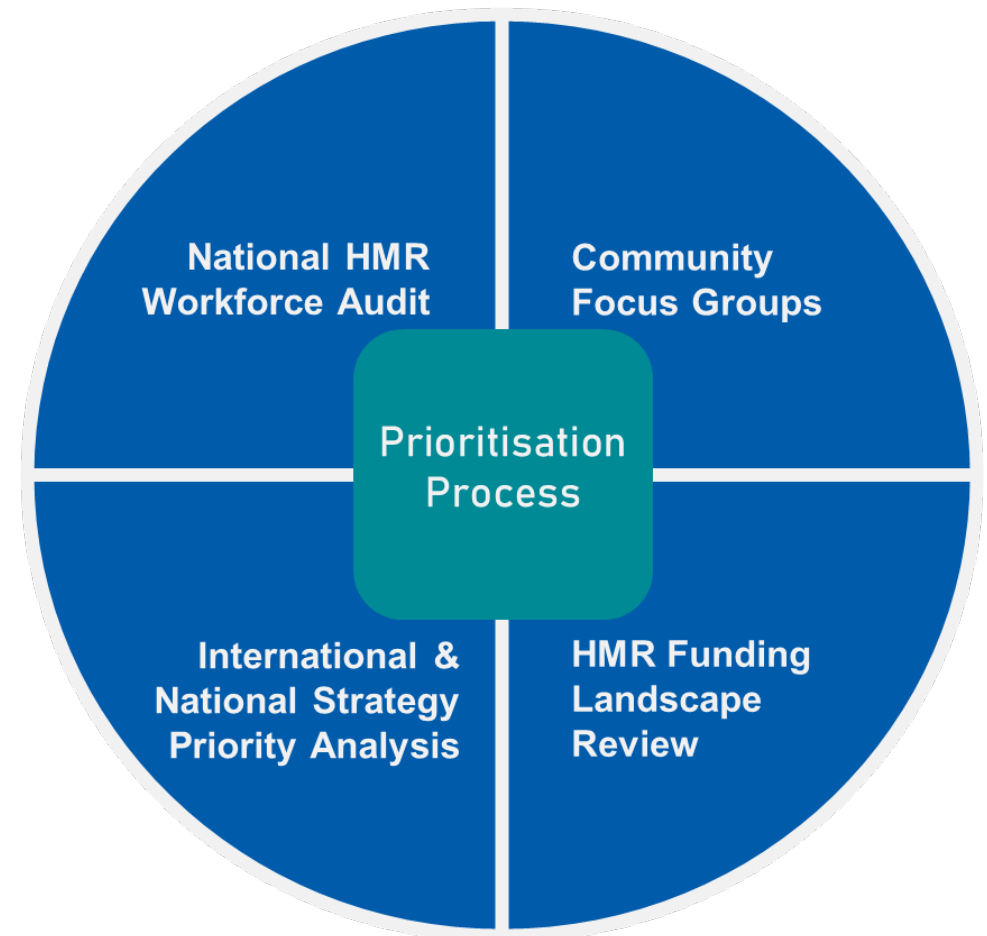 National HMR
Workforce Audit
Community
Focus Groups
Prioritisation
Process
International &
National Strategy
Priority Analysis
HMR Funding
Landscape
Review